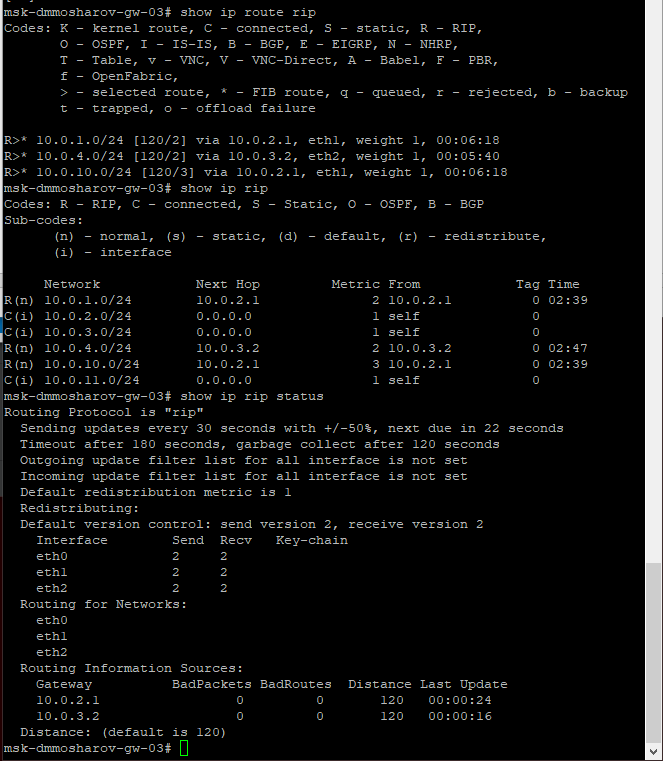 msk-dmmosharov-gw-03# show ip route rip
Codes: K - kernel route, C - connected, S - static, R - RIP,
       O - OSPF, I - IS-IS, B - BGP, E - EIGRP, N - NHRP,
       T - Table, v - VNC, V - VNC-Direct, A - Babel, F - PBR,
       f - OpenFabric,
       > - selected route, * - FIB route, q - queued, r - rejected, b - backup
       t - trapped, o - offload failure

R>* 10.0.1.0/24 [120/2] via 10.0.2.1, eth1, weight 1, 00:06:18
R>* 10.0.4.0/24 [120/2] via 10.0.3.2, eth2, weight 1, 00:05:40
R>* 10.0.10.0/24 [120/3] via 10.0.2.1, eth1, weight 1, 00:06:18
msk-dmmosharov-gw-03# show ip rip
Codes: R - RIP, C - connected, S - Static, O - OSPF, B - BGP
Sub-codes:
      (n) - normal, (s) - static, (d) - default, (r) - redistribute,
      (i) - interface

     Network            Next Hop         Metric From            Tag Time
R(n) 10.0.1.0/24        10.0.2.1              2 10.0.2.1          0 02:39
C(i) 10.0.2.0/24        0.0.0.0               1 self              0
C(i) 10.0.3.0/24        0.0.0.0               1 self              0
R(n) 10.0.4.0/24        10.0.3.2              2 10.0.3.2          0 02:47
R(n) 10.0.10.0/24       10.0.2.1              3 10.0.2.1          0 02:39
C(i) 10.0.11.0/24       0.0.0.0               1 self              0
msk-dmmosharov-gw-03# show ip rip status
Routing Protocol is "rip"
  Sending updates every 30 seconds with +/-50%, next due in 22 seconds
  Timeout after 180 seconds, garbage collect after 120 seconds
  Outgoing update filter list for all interface is not set
  Incoming update filter list for all interface is not set
  Default redistribution metric is 1
  Redistributing:
  Default version control: send version 2, receive version 2
    Interface        Send  Recv   Key-chain
    eth0             2     2
    eth1             2     2
    eth2             2     2
  Routing for Networks:
    eth0
    eth1
    eth2
  Routing Information Sources:
    Gateway          BadPackets BadRoutes  Distance Last Update
    10.0.2.1                 0         0       120   00:00:24
    10.0.3.2                 0         0       120   00:00:16
  Distance: (default is 120)
msk-dmmosharov-gw-03#